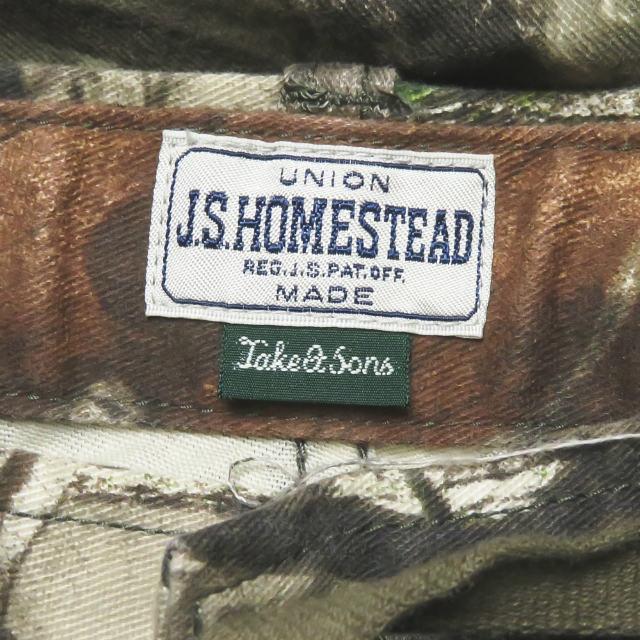 UNION
J.S.HOMESTEAD
REG.J.S.PAT.OFF.
MADE
Take & Sons